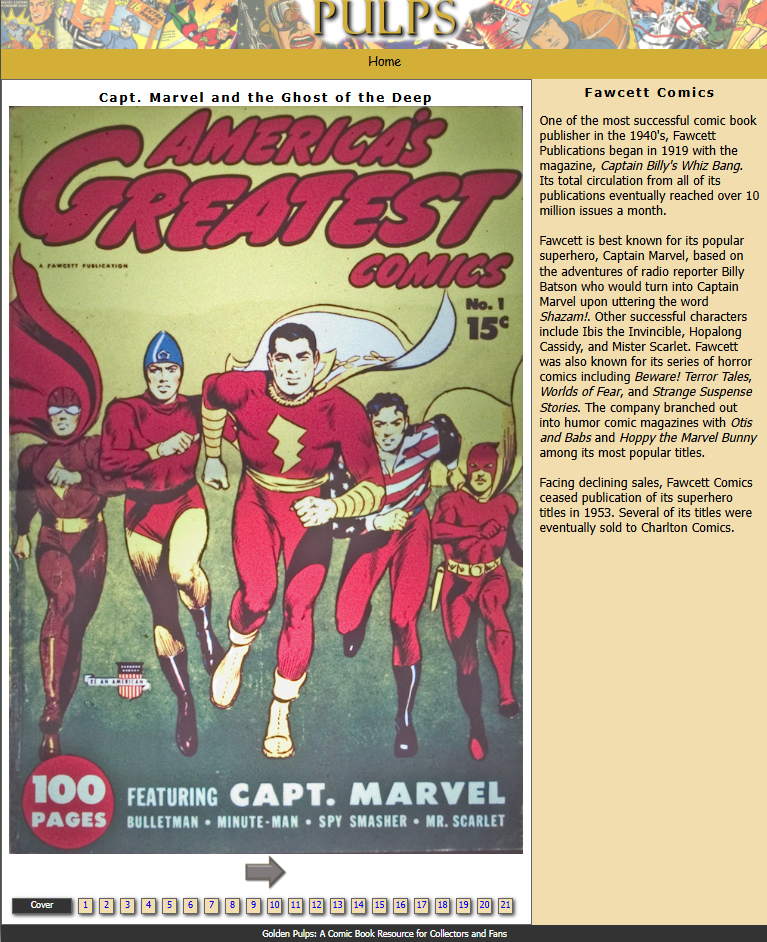 PULPS
Home
Capt. Marvel and the Ghost of the Deep
AMERICA'S
GREATEST
COMICS
A FAWCETT PUBLICATION
No. 1
15¢
I'M AN AMERICAN
100
PAGES
FEATURING CAPT. MARVEL
BULLETMAN • MINUTE-MAN • SPY SMASHER • MR. SCARLET
Cover 1 2 3 4 5 6 7 8 9 10 11 12 13 14 15 16 17 18 19 20 21
Fawcett Comics
One of the most successful comic book
publisher in the 1940's, Fawcett
Publications began in 1919 with the
magazine, Captain Billy's Whiz Bang.
Its total circulation from all of its
publications eventually reached over 10
million issues a month.
Fawcett is best known for its popular
superhero, Captain Marvel, based on
the adventures of radio reporter Billy
Batson who would turn into Captain
Marvel upon uttering the word
Shazam!. Other successful characters
include Ibis the Invincible, Hopalong
Cassidy, and Mister Scarlet. Fawcett
was also known for its series of horror
comics including Beware! Terror Tales,
Worlds of Fear, and Strange Suspense
Stories. The company branched out
into humor comic magazines with Otis
and Babs and Hoppy the Marvel Bunny
among its most popular titles.
Facing declining sales, Fawcett Comics
ceased publication of its superhero
titles in 1953. Several of its titles were
eventually sold to Charlton Comics.
Golden Pulps: A Comic Book Resource for Collectors and Fans